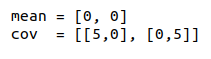 mean = [0, 0]
cov  = [[5,0], [0,5]]